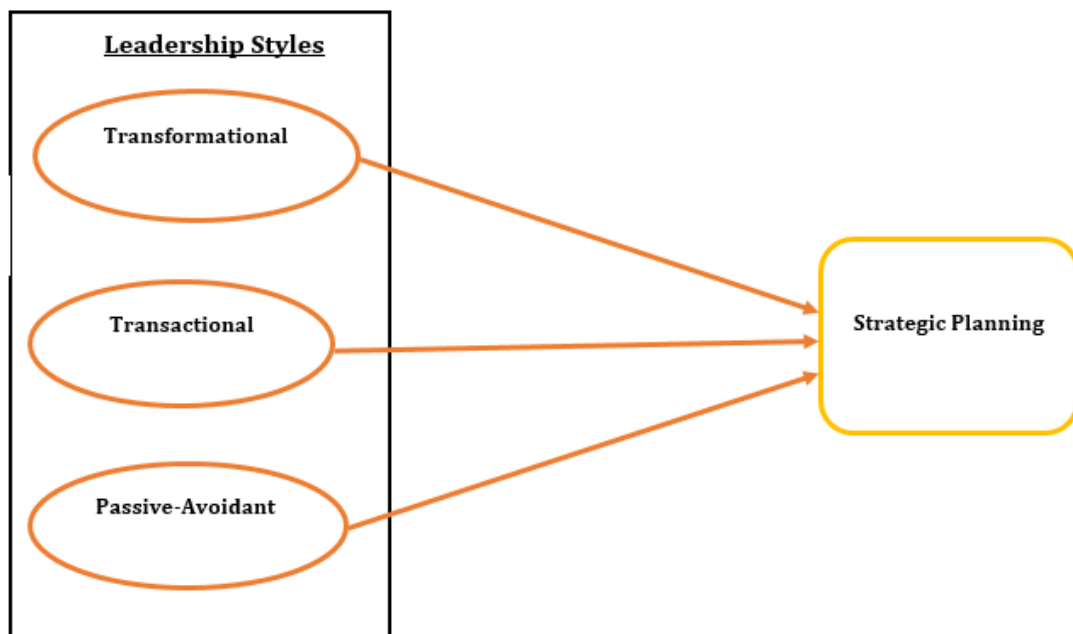 Leadership Styles
Transformational
Transactional
Strategic Planning
Passive-Avoidant